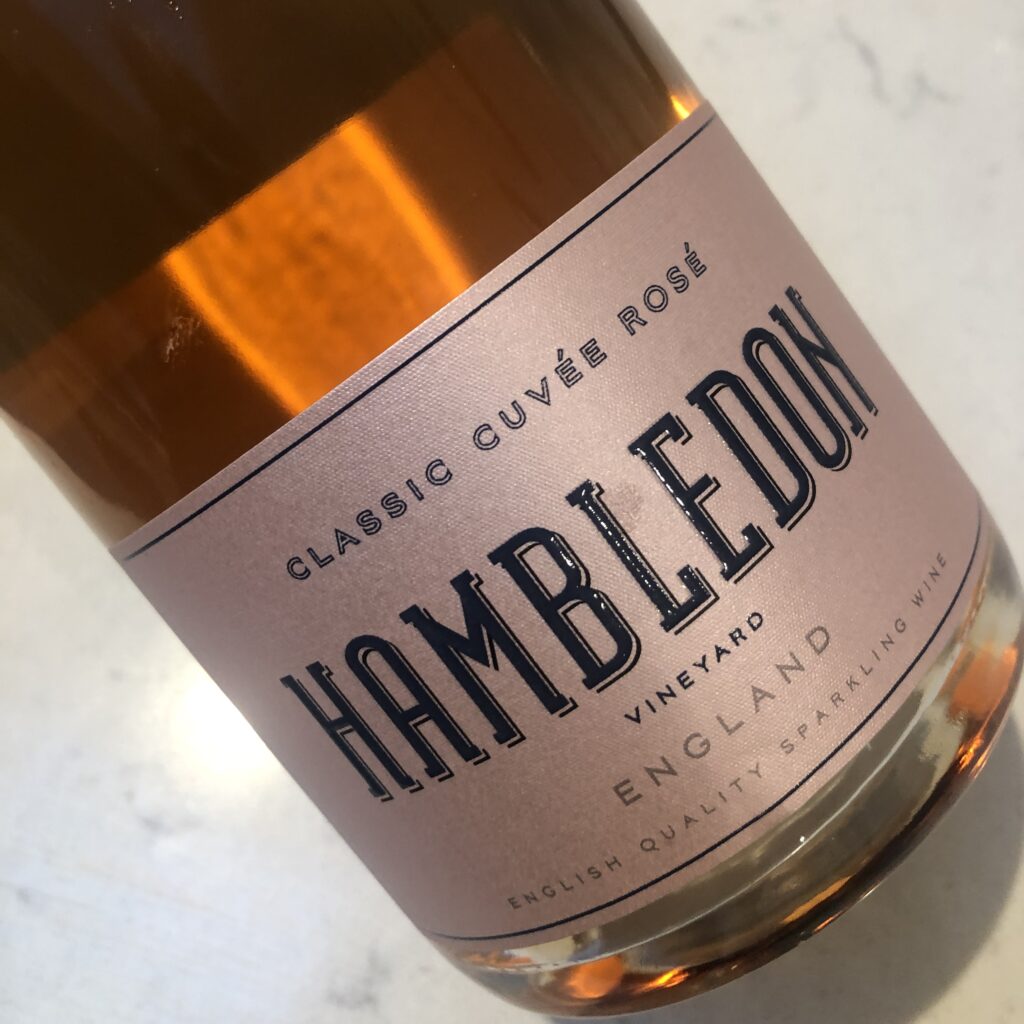 CLASSIC CUVÉE ROSÉ
HAMBLEDON
VINEYARD
ENGLAND
ENGLISH QUALITY SPARKLING WINE